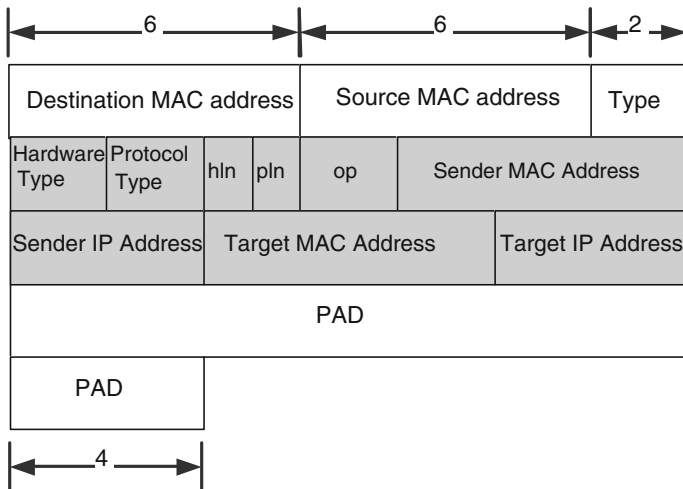 6 6 2
Destination MAC address Source MAC address Type
Hardware Protocol hln pln op Sender MAC Address
Type Type
Sender IP Address Target MAC Address Target IP Address
PAD
PAD
4